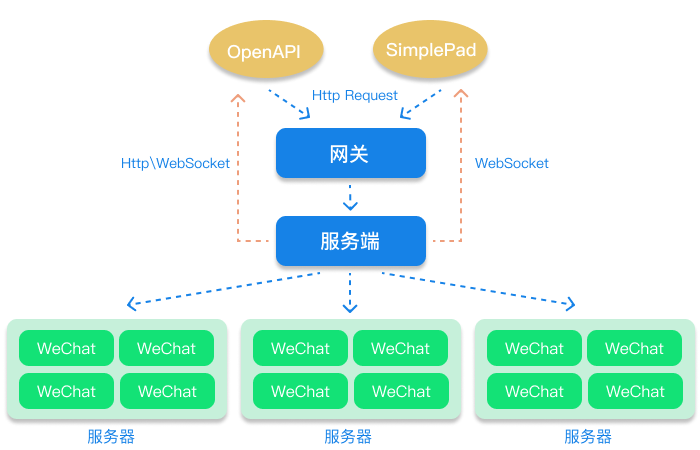 OpenAPI
SimplePad
Http Request
网关
Http\WebSocket
WebSocket
服务端
WeChat WeChat WeChat WeChat WeChat WeChat
WeChat WeChat WeChat WeChat WeChat WeChat
服务器 服务器 服务器